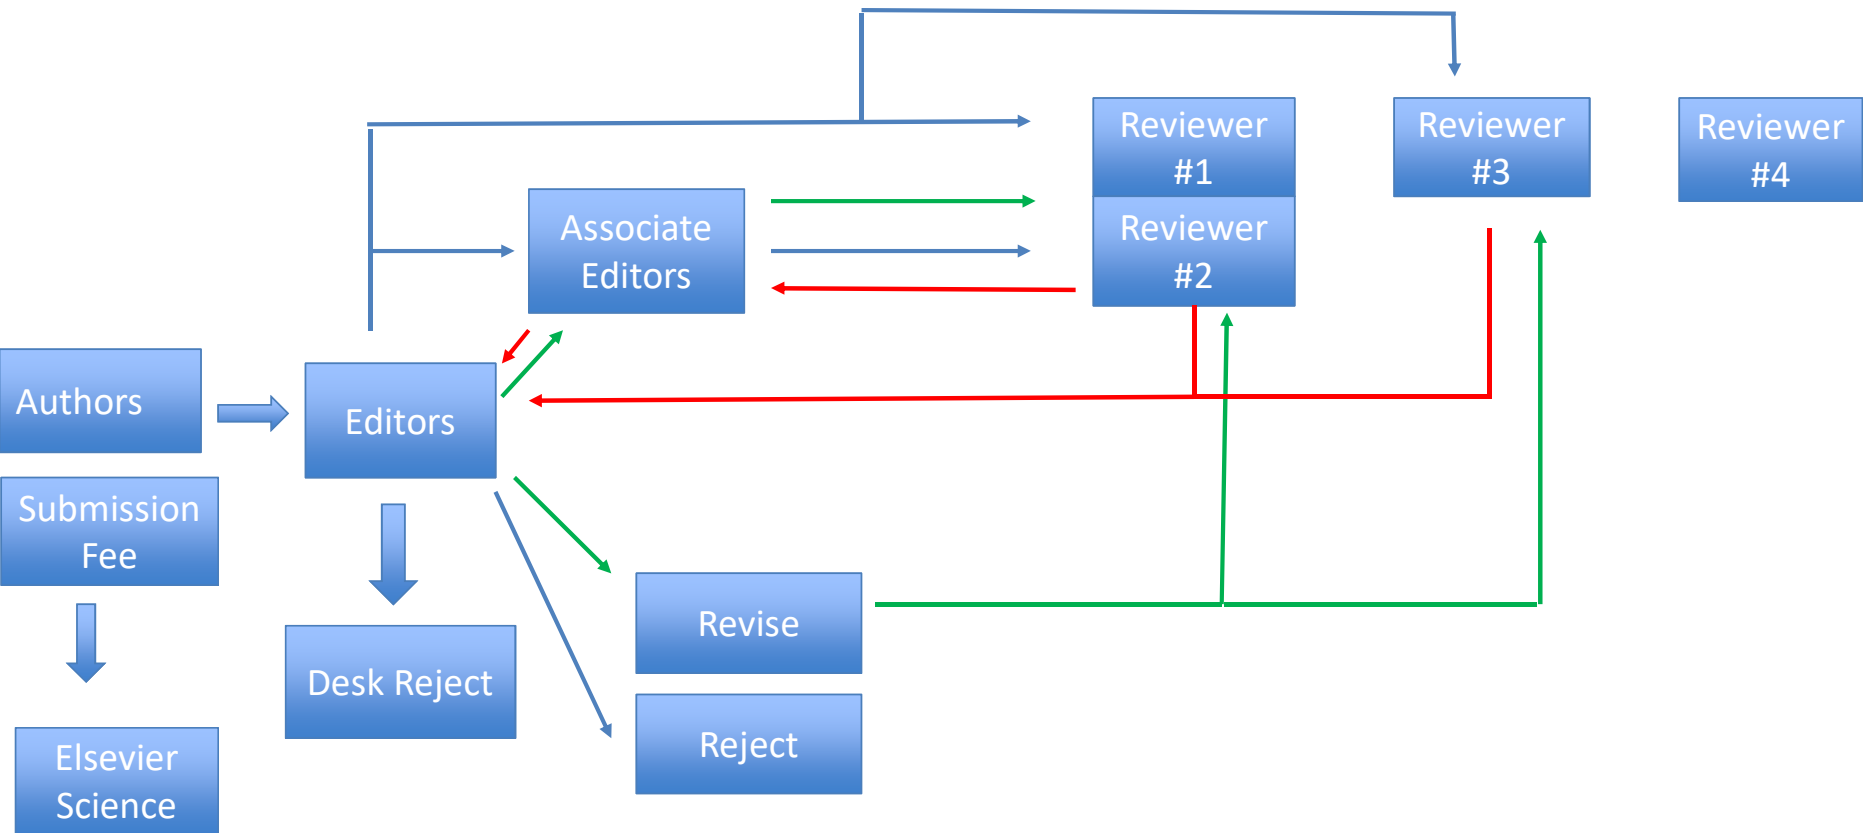 Reviewer
#1
Reviewer
#3
Reviewer
#4
Associate
Editors
Reviewer
#2
Authors
Editors
Submission
Fee
Revise
Desk Reject
Reject
Elsevier
Science